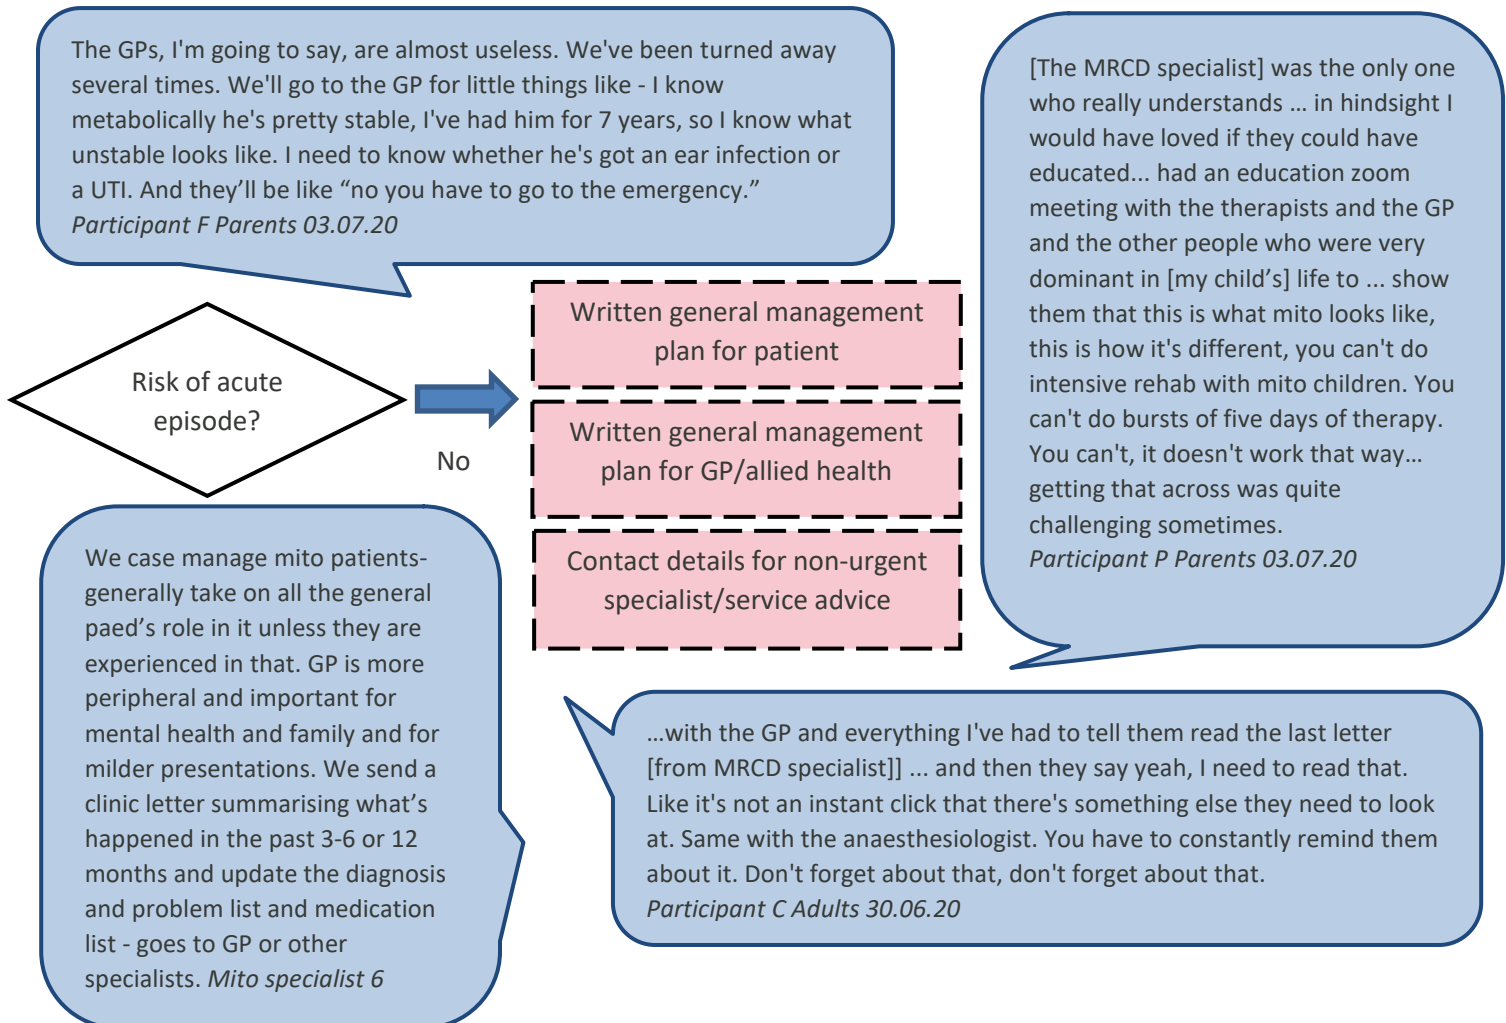 The GPs, I'm going to say, are almost useless. We've been turned away
several times. We'll go to the GP for little things like - I know
metabolically he's pretty stable, I've had him for 7 years, so I know what
unstable looks like. I need to know whether he's got an ear infection or
a UTI. And they’ll be like “no you have to go to the emergency.”
Participant F Parents 03.07.20
[The MRCD specialist] was the only one
who really understands ... in hindsight I
would have loved if they could have
educated... had an education zoom
meeting with the therapists and the GP
and the other people who were very
dominant in [my child’s] life to ... show
them that this is what mito looks like,
this is how it's different, you can't do
intensive rehab with mito children. You
can't do bursts of five days of therapy.
You can't, it doesn't work that way…
getting that across was quite
challenging sometimes.
Participant P Parents 03.07.20
Risk of acute
episode?
No
Written general management
plan for patient
Written general management
plan for GP/allied health
Contact details for non-urgent
specialist/service advice
We case manage mito patients-
generally take on all the general
paed’s role in it unless they are
experienced in that. GP is more
peripheral and important for
mental health and family and for
milder presentations. We send a
clinic letter summarising what’s
happened in the past 3-6 or 12
months and update the diagnosis
and problem list and medication
list - goes to GP or other
specialists. Mito specialist 6
…with the GP and everything I've had to tell them read the last letter
[from MRCD specialist]] ... and then they say yeah, I need to read that.
Like it's not an instant click that there's something else they need to look
at. Same with the anaesthesiologist. You have to constantly remind them
about it. Don't forget about that, don't forget about that.
Participant C Adults 30.06.20